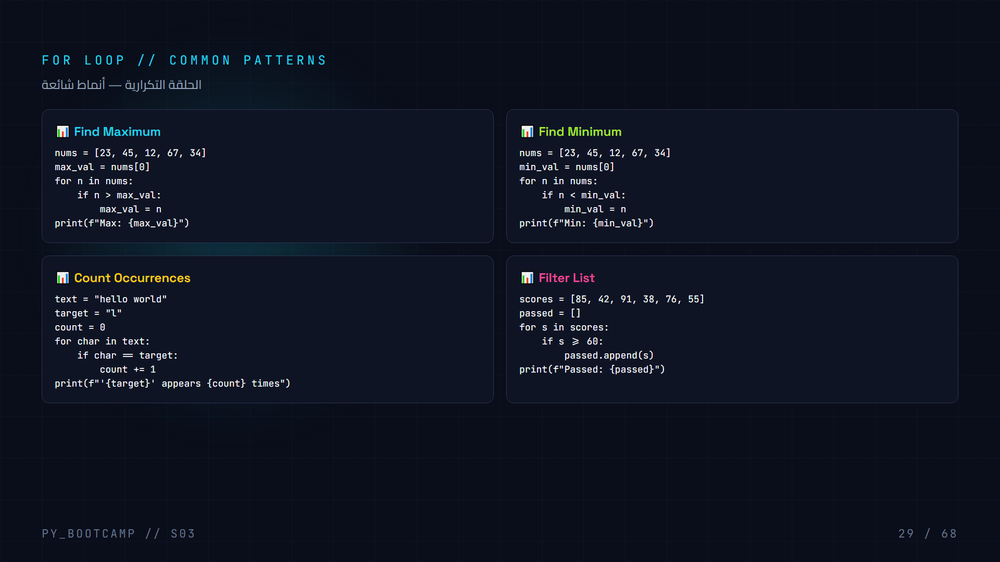 FOR LOOP // COMMON PATTERNS
الحلقة التكرارية — أنماط شائعة
📊 Find Maximum
nums = [23, 45, 12, 67, 34]
max_val = nums[0]
for n in nums:
    if n > max_val:
        max_val = n
print(f"Max: {max_val}")
📊 Find Minimum
nums = [23, 45, 12, 67, 34]
min_val = nums[0]
for n in nums:
    if n < min_val:
        min_val = n
print(f"Min: {min_val}")
📊 Count Occurrences
text = "hello world"
target = "l"
count = 0
for char in text:
    if char == target:
        count += 1
print(f"'{target}' appears {count} times")
📊 Filter List
scores = [85, 42, 91, 38, 76, 55]
passed = []
for s in scores:
    if s >= 60:
        passed.append(s)
print(f"Passed: {passed}")
PY_BOOTCAMP // S03
29 / 68